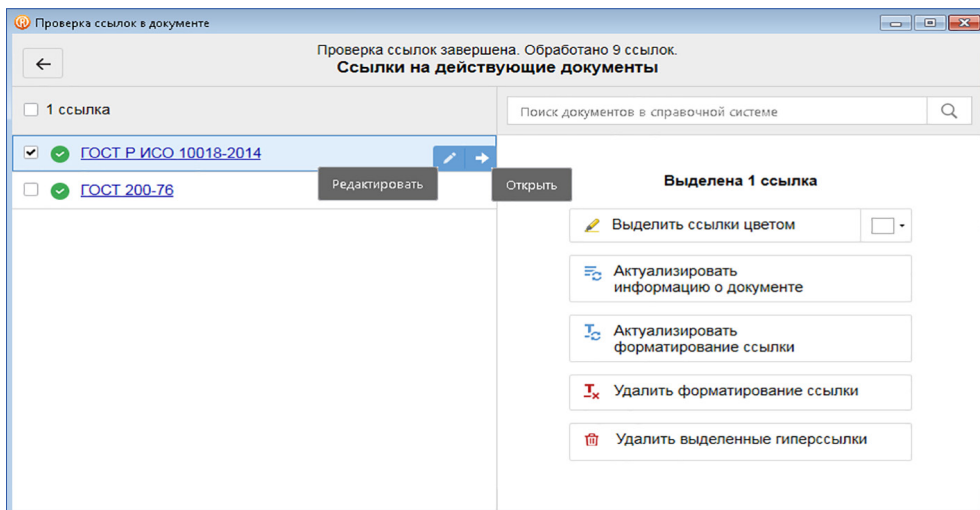 Проверка ссылок в документе
Проверка ссылок завершена. Обработано 9 ссылок.
Ссылки на действующие документы
1 ссылка
Поиск документов в справочной системе
ГОСТ Р ИСО 10018-2014
Редактировать
Открыть
ГОСТ 200-76
Выделена 1 ссылка
Выделить ссылки цветом
Актуализировать
информацию о документе
Актуализировать
форматирование ссылки
Удалить форматирование ссылки
Удалить выделенные гиперссылки